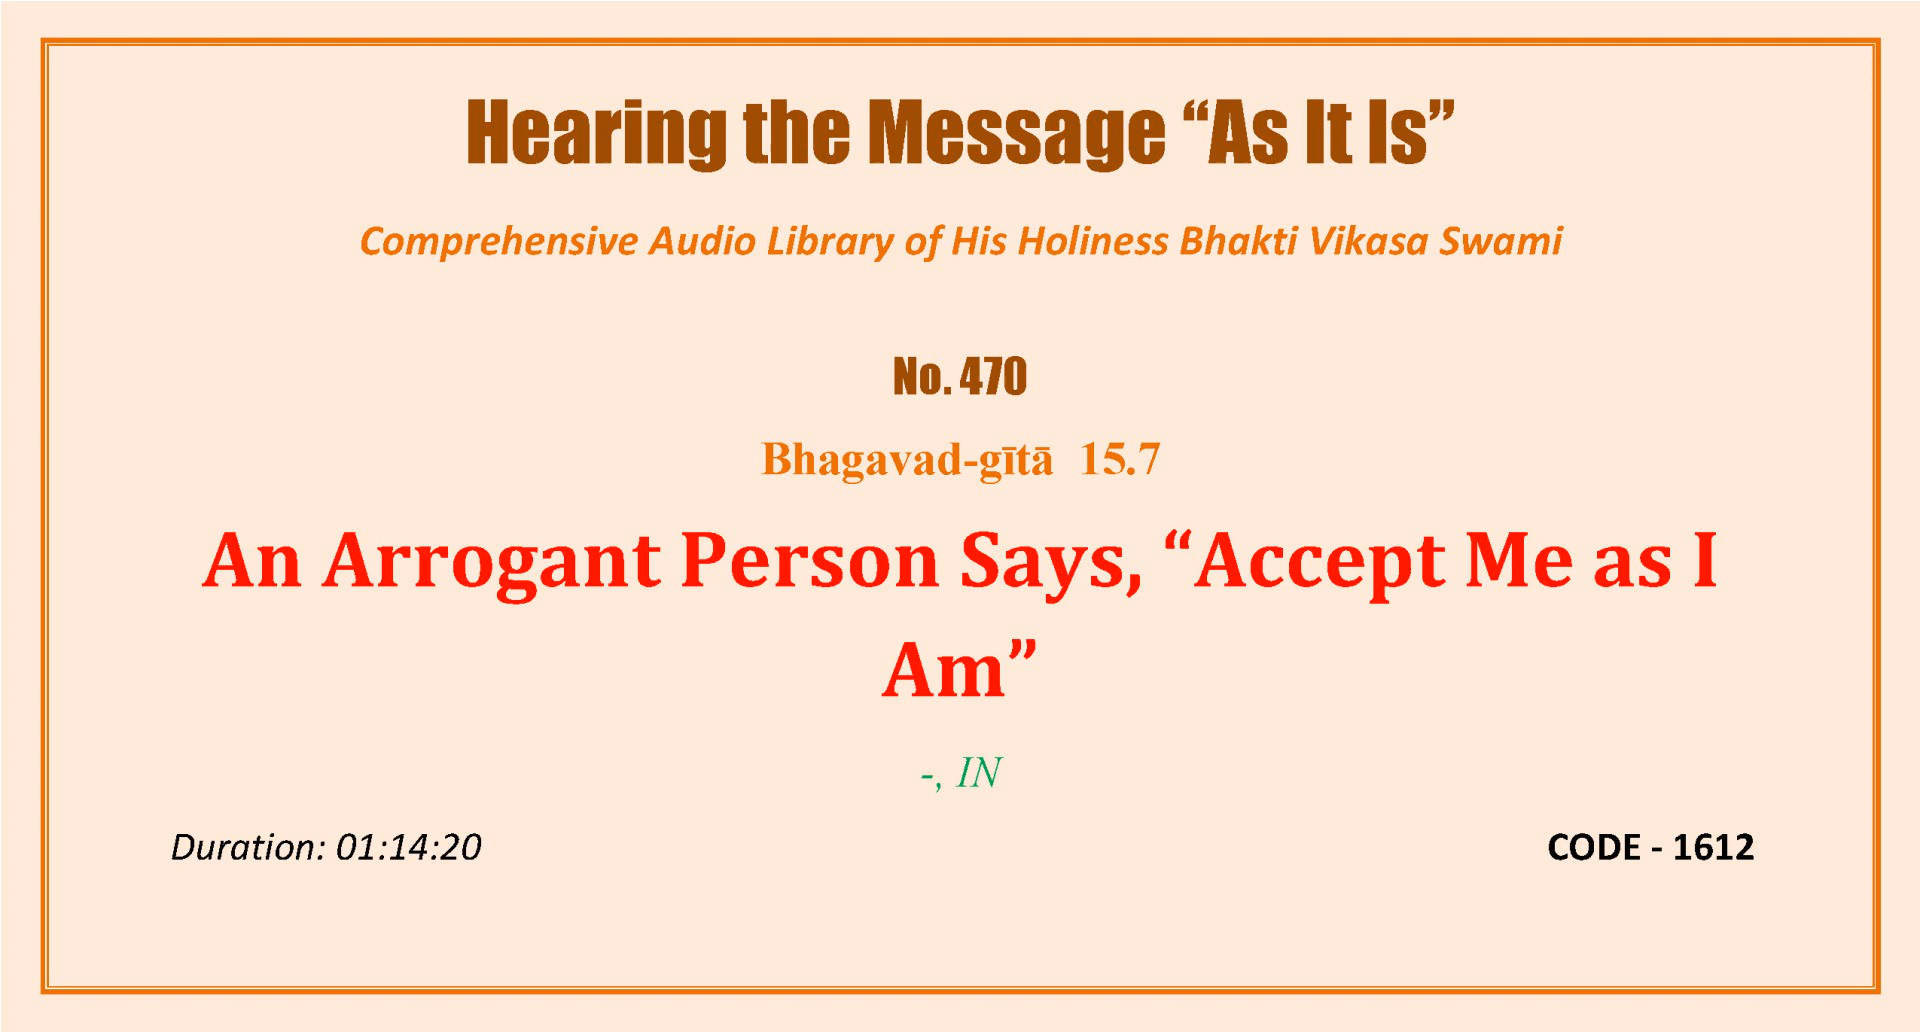 Hearing the Message “As It Is”
Comprehensive Audio Library of His Holiness Bhakti Vikasa Swami
No. 470
Bhagavad-gītā 15.7
An Arrogant Person Says, “Accept Me as I
Am”
-, IN
Duration: 01:14:20
CODE - 1612